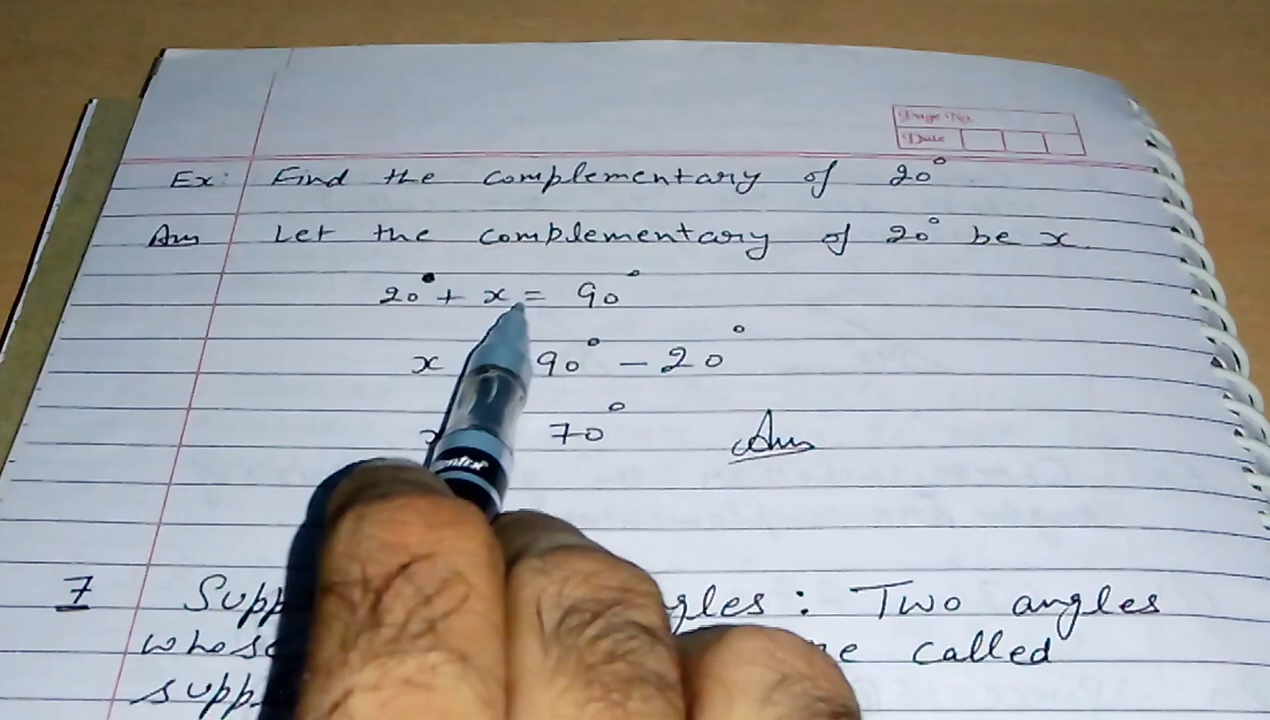 Page No.
Date
Ex: Find the complementary of 20°
Ans Let the complementary of 20° be x.
20° + x = 90°
x 90° - 20°
70° Ans
7 Supp gles : Two angles
whose called
supp